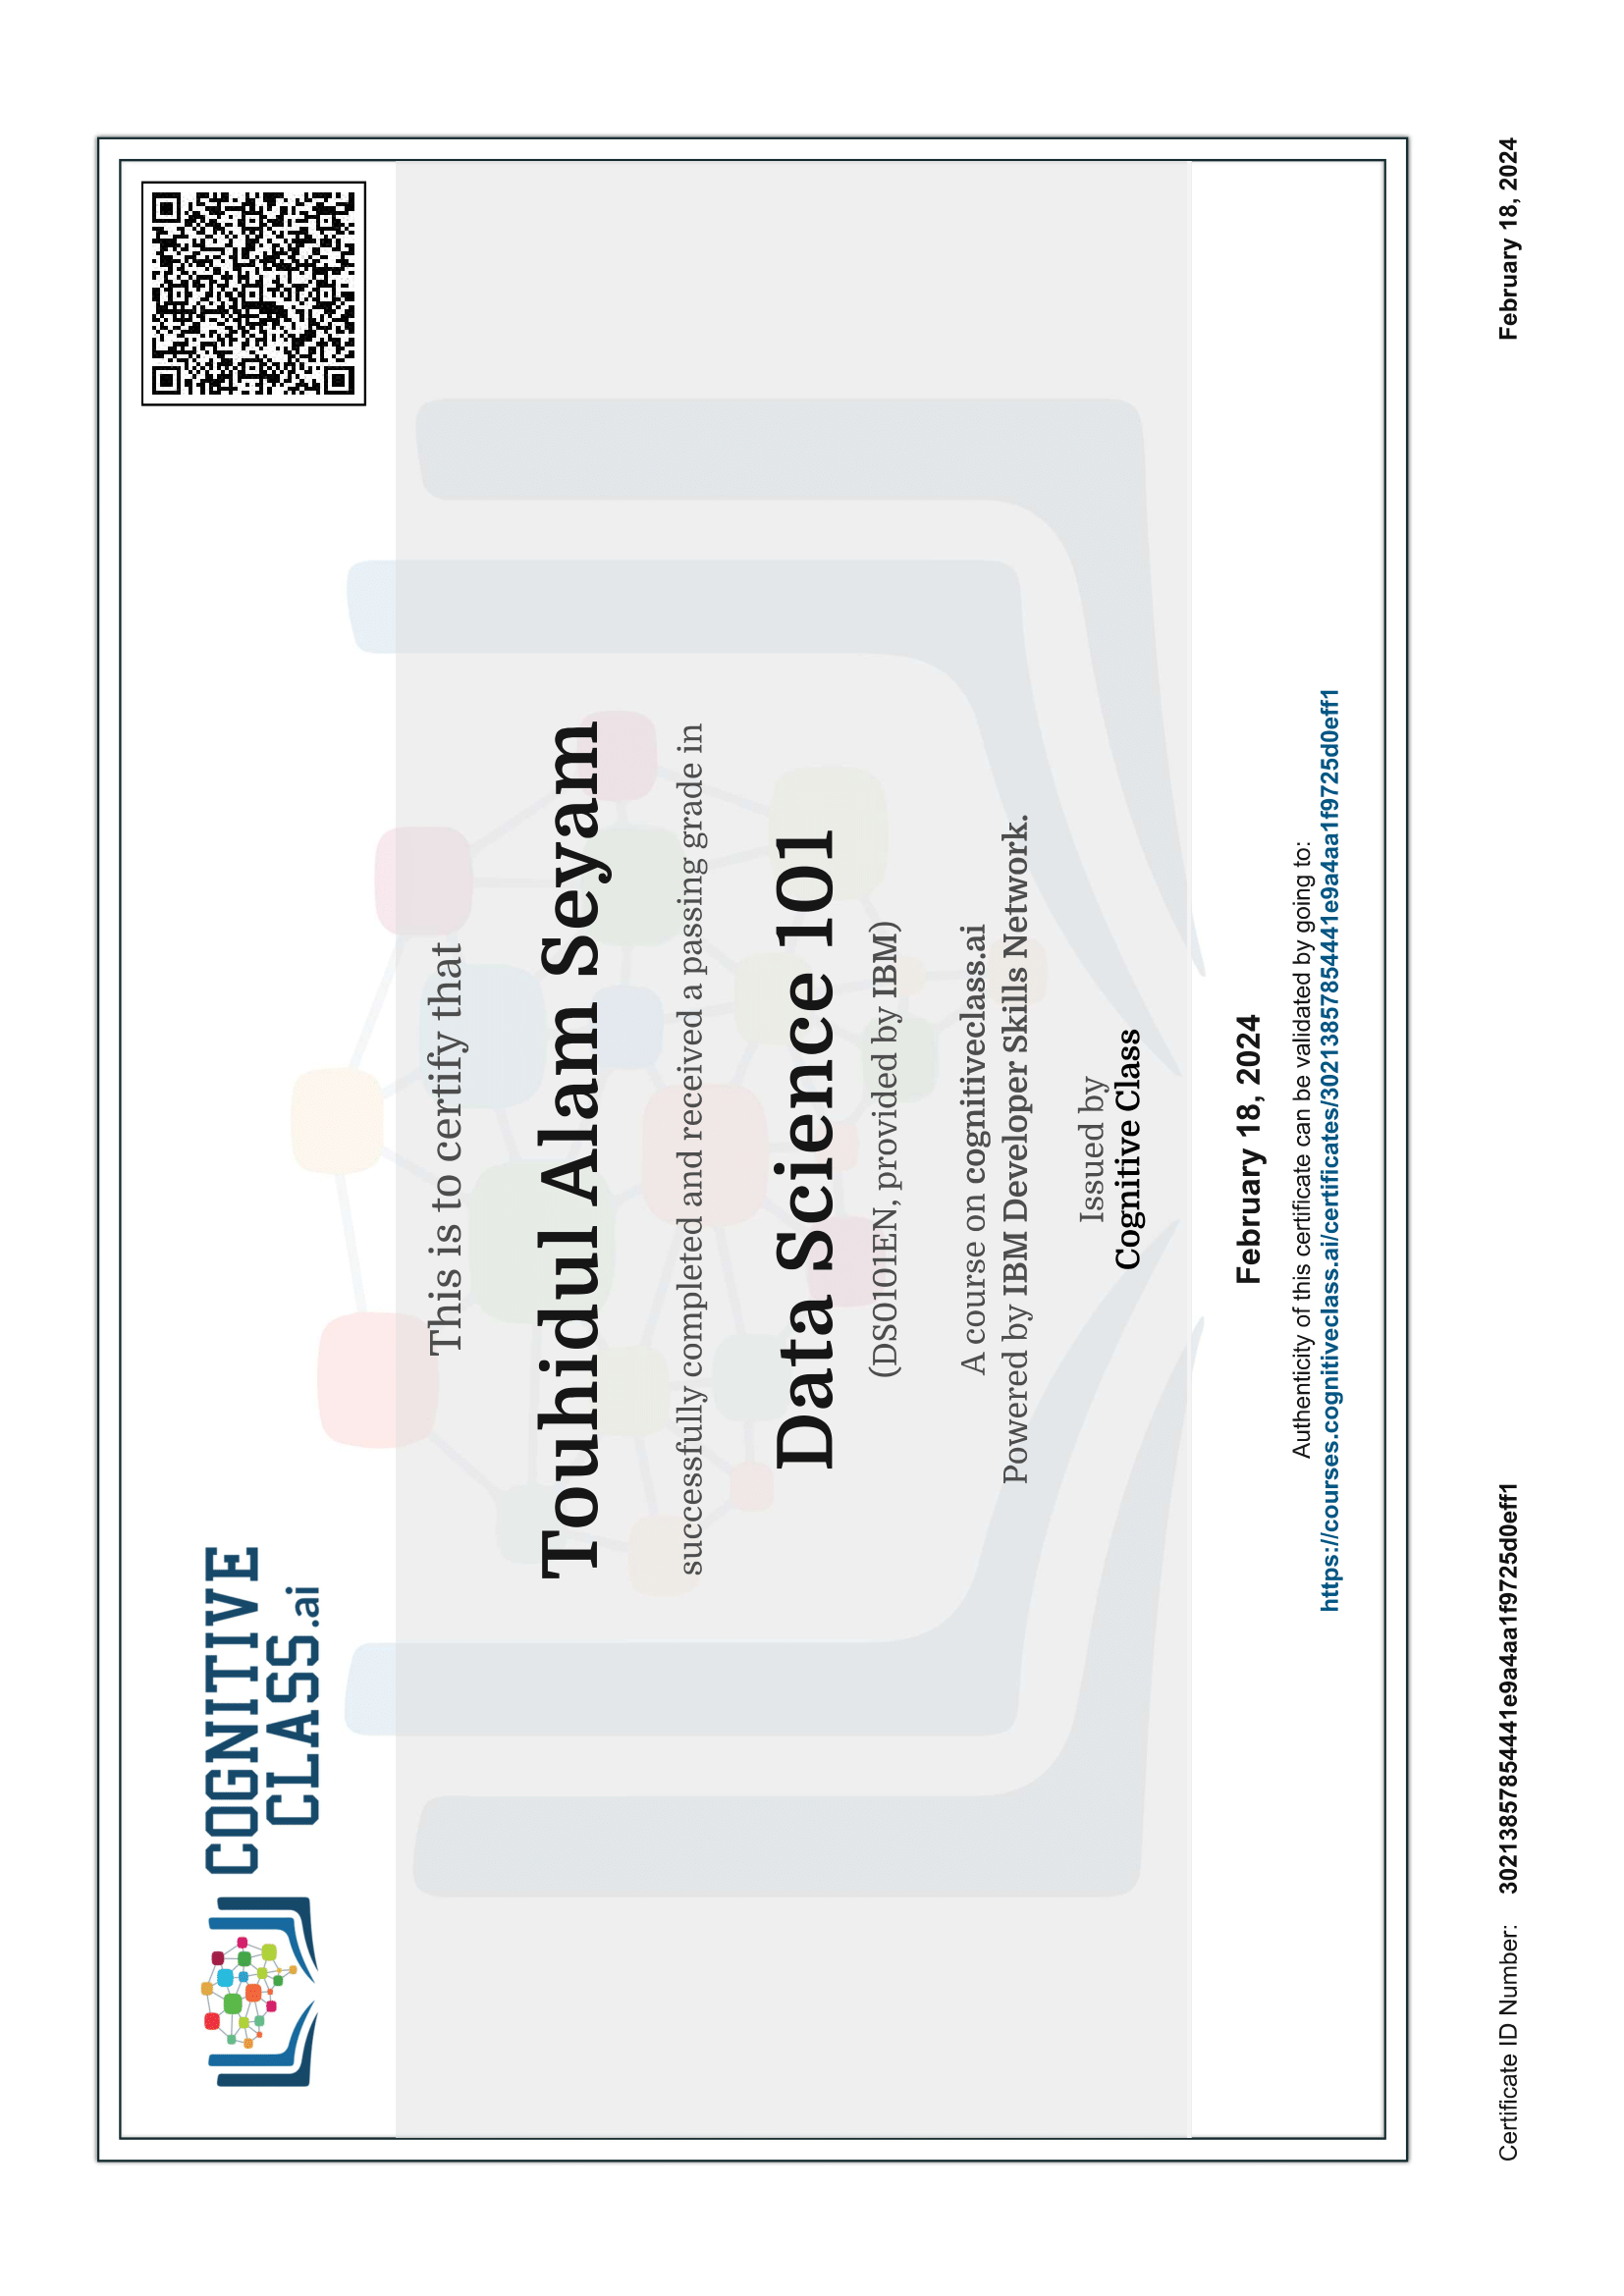 COGNITIVE
CLASS.ai
This is to certify that
Touhidul Alam Seyam
successfully completed and received a passing grade in
Data Science 101
(DS0101EN, provided by IBM)
A course on cognitiveclass.ai
Powered by IBM Developer Skills Network.
Issued by
Cognitive Class
February 18, 2024
Authenticity of this certificate can be validated by going to:
https://courses.cognitiveclass.ai/certificates/30213857854441e9a4aa1f9725d0eff1
Certificate ID Number: 30213857854441e9a4aa1f9725d0eff1
February 18, 2024